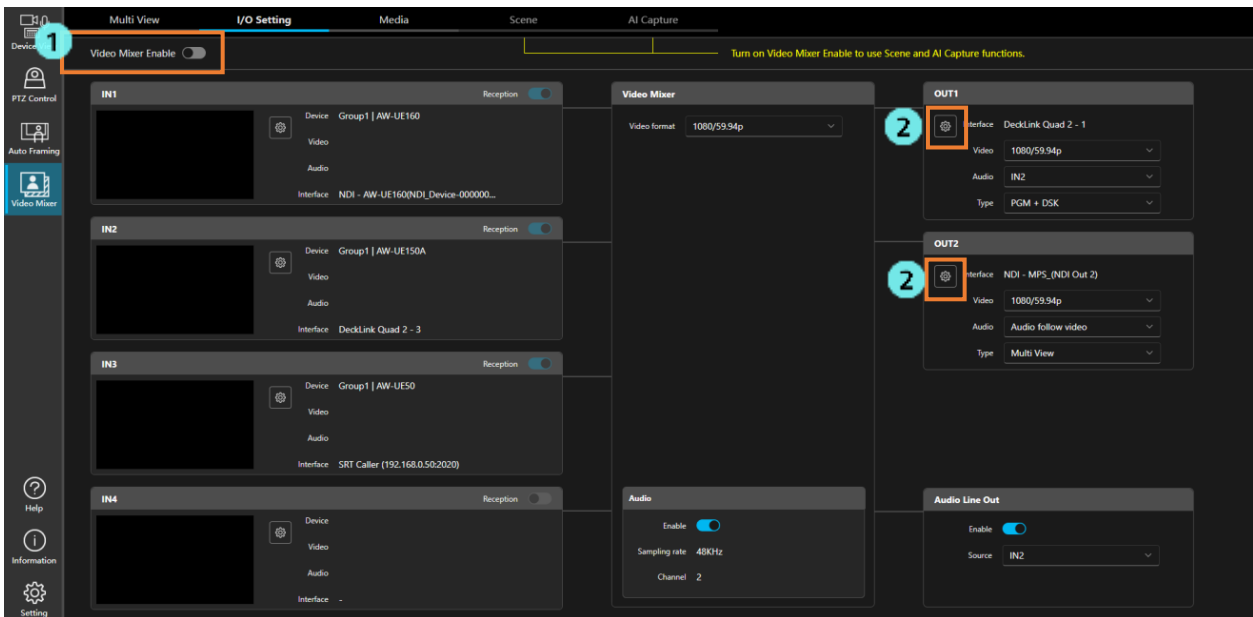 Multi View
I/O Setting
Media
Scene
AI Capture
Device
1
Video Mixer Enable
Turn on Video Mixer Enable to use Scene and AI Capture functions.
PTZ Control
Auto Framing
Video Mixer
Help
Information
Setting
IN1
Reception
Device Group1 | AW-UE160
Video
Audio
Interface NDI - AW-UE160(NDI_Device-000000...
IN2
Reception
Device Group1 | AW-UE150A
Video
Audio
Interface DeckLink Quad 2 - 3
IN3
Reception
Device Group1 | AW-UE50
Video
Audio
Interface SRT Caller (192.168.0.50:2020)
IN4
Reception
Device
Video
Audio
Interface -
Video Mixer
Video format 1080/59.94p
Audio
Enable
Sampling rate 48KHz
Channel 2
OUT1
2
Interface DeckLink Quad 2 - 1
Video 1080/59.94p
Audio IN2
Type PGM + DSK
OUT2
2
Interface NDI - MPS_(NDI Out 2)
Video 1080/59.94p
Audio Audio follow video
Type Multi View
Audio Line Out
Enable
Source IN2